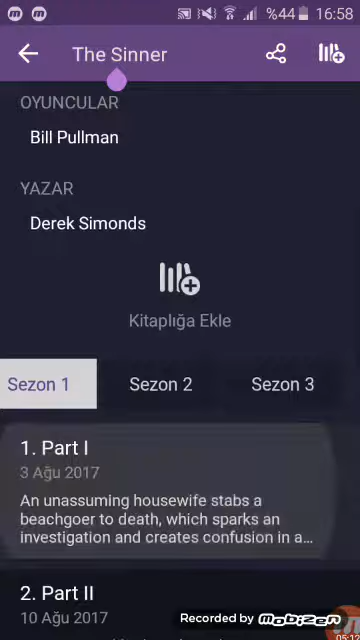 %44 16:58
The Sinner
OYUNCULAR
Bill Pullman
YAZAR
Derek Simonds
Kitaplığa Ekle
Sezon 1 Sezon 2 Sezon 3
1. Part I
3 Ağu 2017
An unassuming housewife stabs a
beachgoer to death, which sparks an
investigation and creates confusion in a...
2. Part II
10 Ağu 2017
Recorded by MOBIZEN